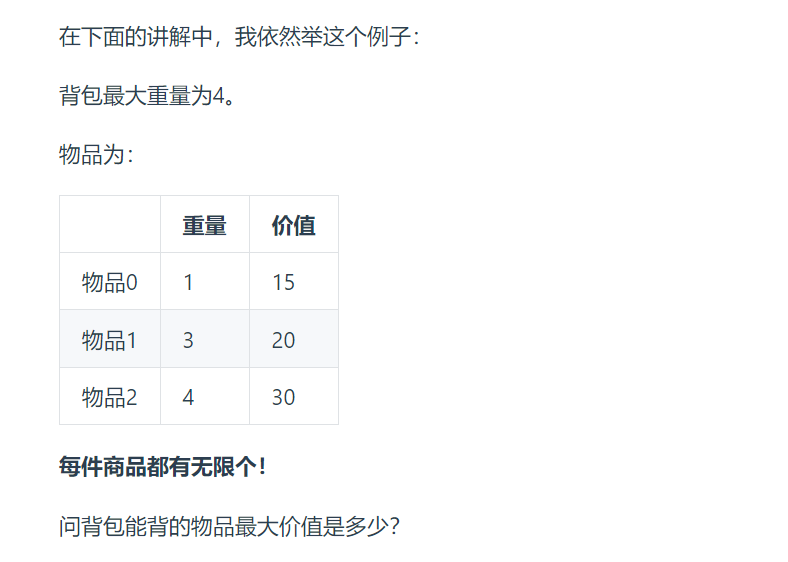 在下面的讲解中，我依然举这个例子：
背包最大重量为4。
物品为：
重量 价值
物品0 1 15
物品1 3 20
物品2 4 30
每件商品都有无限个！
问背包能背的物品最大价值是多少？